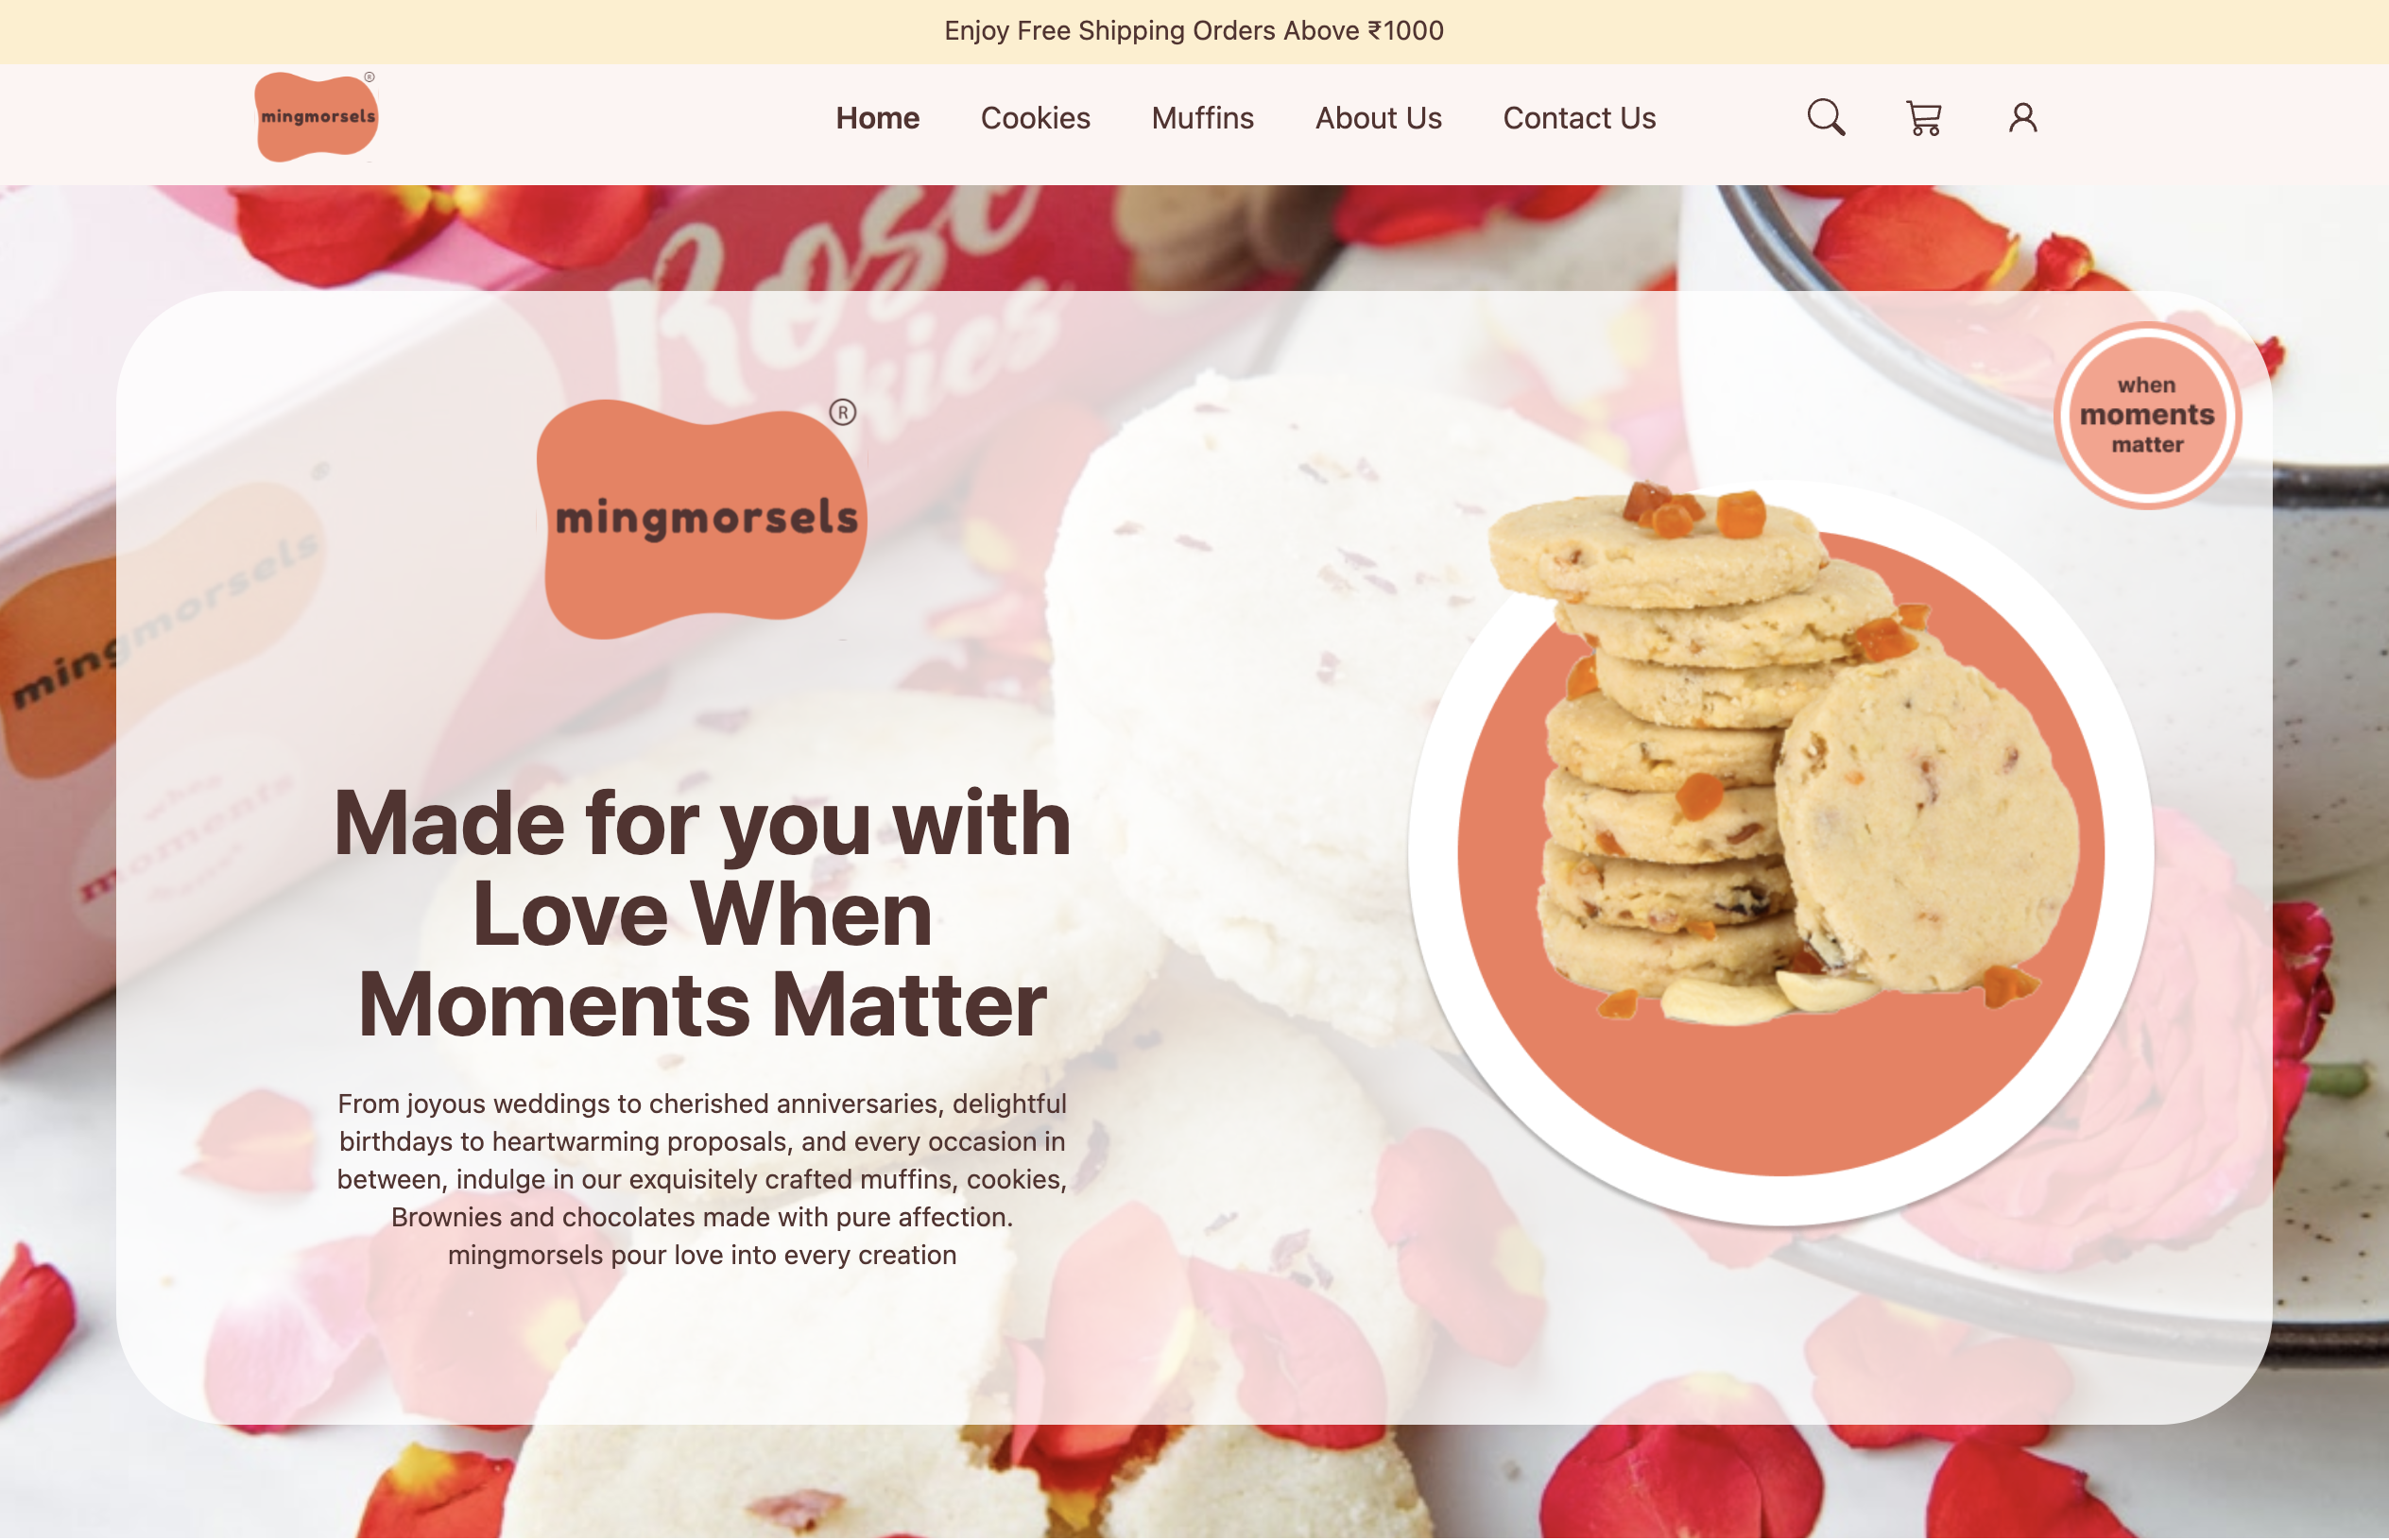 Enjoy Free Shipping Orders Above ₹1000
mingmorsels ®
Home Cookies Muffins About Us Contact Us
Rose
kies
when
moments
matter
mingmorsels ®
mingmorsels ®
when
moments
matter
Made for you with
Love When
Moments Matter
From joyous weddings to cherished anniversaries, delightful
birthdays to heartwarming proposals, and every occasion in
between, indulge in our exquisitely crafted muffins, cookies,
Brownies and chocolates made with pure affection.
mingmorsels pour love into every creation